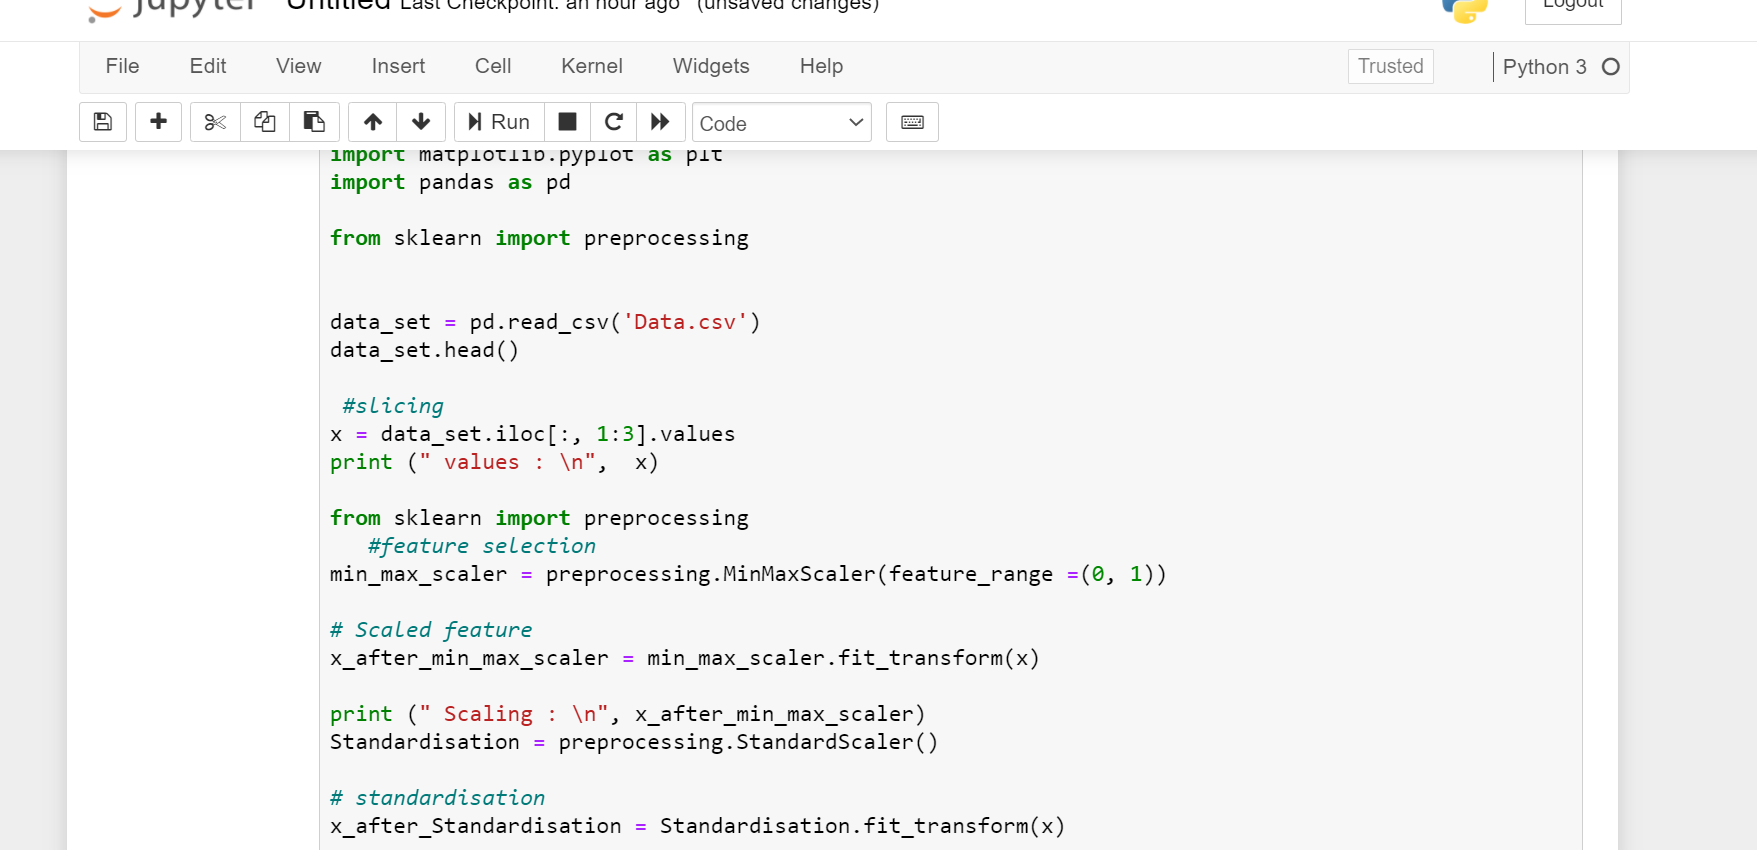 jupyter Untitled Last Checkpoint: an hour ago (unsaved changes) Logout
File Edit View Insert Cell Kernel Widgets Help Trusted Python 3
Run Code
import matplotlib.pyplot as plt
import pandas as pd
from sklearn import preprocessing
data_set = pd.read_csv('Data.csv')
data_set.head()
#slicing
x = data_set.iloc[:, 1:3].values
print (" values : \n",  x)
from sklearn import preprocessing
#feature selection
min_max_scaler = preprocessing.MinMaxScaler(feature_range =(0, 1))
# Scaled feature
x_after_min_max_scaler = min_max_scaler.fit_transform(x)
print (" Scaling : \n", x_after_min_max_scaler)
Standardisation = preprocessing.StandardScaler()
# standardisation
x_after_Standardisation = Standardisation.fit_transform(x)